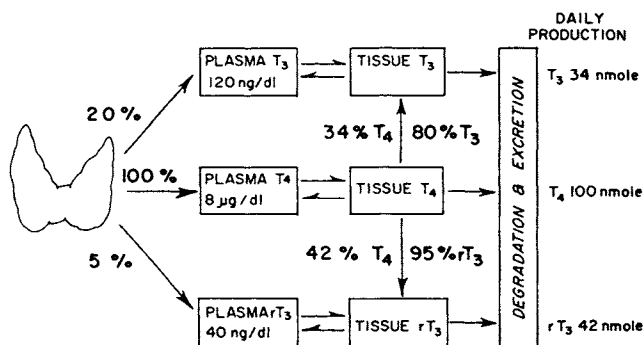 DAILY
PRODUCTION
PLASMA T3
120 ng/dl
TISSUE T3
T3 34 nmole
20 %
34% T4 80% T3
100%
PLASMA T4
8 µg/dl
TISSUE T4
T4 100 nmole
DEGRADATION & EXCRETION
5 %
42 % T4 95% rT3
PLASMA rT3
40 ng/dl
TISSUE rT3
rT3 42 nmole